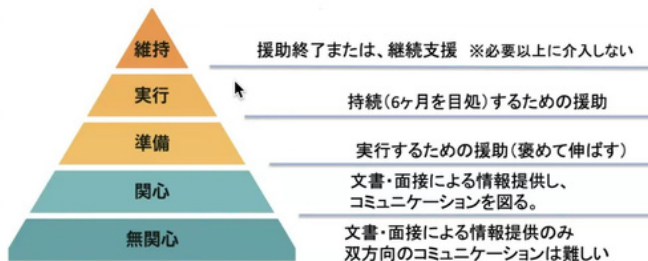 維持
援助終了または、継続支援 ※必要以上に介入しない
実行
持続(6ヶ月を目処)するための援助
準備
実行するための援助(褒めて伸ばす)
関心
文書・面接による情報提供し、
コミュニケーションを図る。
無関心
文書・面接による情報提供のみ
双方向のコミュニケーションは難しい